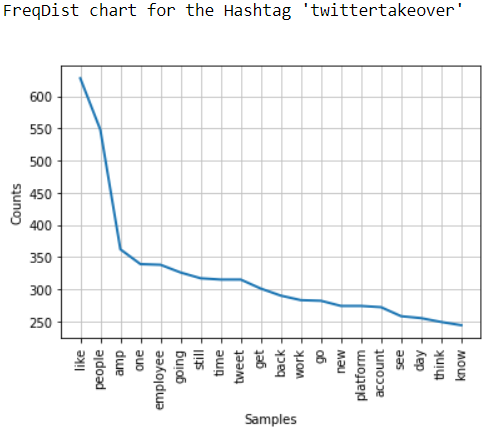 FreqDist chart for the Hashtag 'twittertakeover'
600
550
500
450
400
350
300
250
Counts
like
people
amp
one
employee
going
still
time
tweet
get
back
work
go
new
platform
account
see
day
think
know
Samples